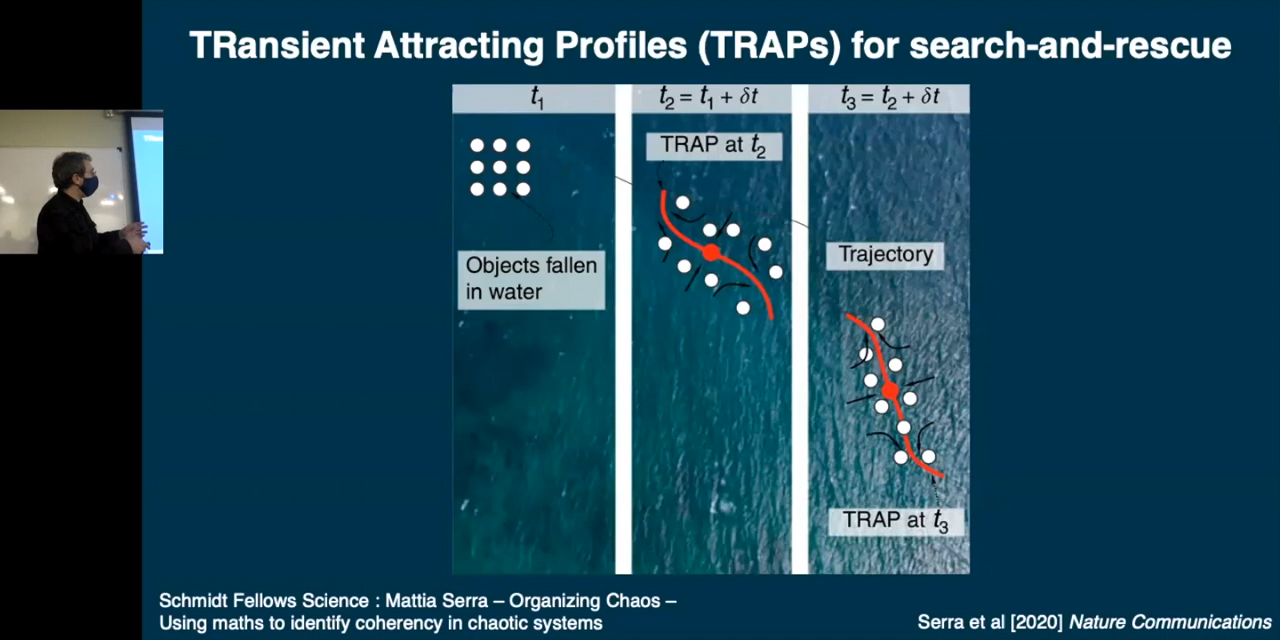 TRansient Attracting Profiles (TRAPs) for search-and-rescue
t₁
t₂ = t₁ + δt
t₃ = t₂ + δt
TRAP at t₂
Objects fallen
in water
Trajectory
TRAP at t₃
Schmidt Fellows Science : Mattia Serra – Organizing Chaos –
Using maths to identify coherency in chaotic systems
Serra et al [2020] Nature Communications